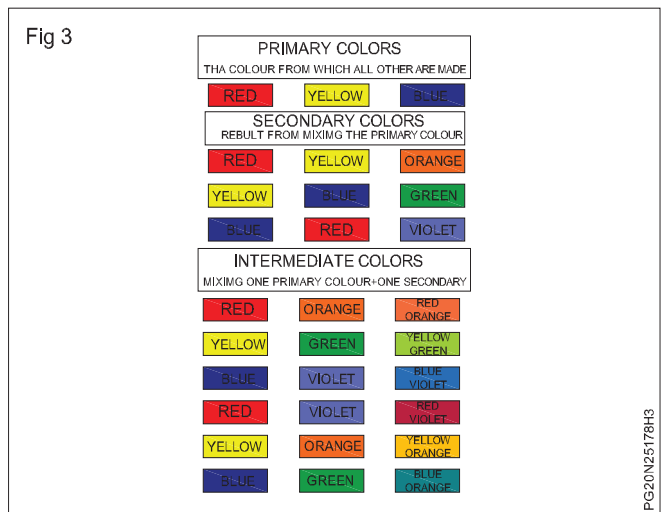 Fig 3
PRIMARY COLORS
THA COLOUR FROM WHICH ALL OTHER ARE MADE
RED YELLOW BLUE
SECONDARY COLORS
REBULT FROM MIXIMG THE PRIMARY COLOUR
RED YELLOW ORANGE
YELLOW BLUE GREEN
BLUE RED VIOLET
INTERMEDIATE COLORS
MIXIMG ONE PRIMARY COLOUR+ONE SECONDARY
RED ORANGE RED
ORANGE
YELLOW GREEN YELLOW
GREEN
BLUE VIOLET BLUE
VIOLET
RED VIOLET RED
VIOLET
YELLOW ORANGE YELLOW
ORANGE
BLUE GREEN BLUE
ORANGE
PG20N25178H3